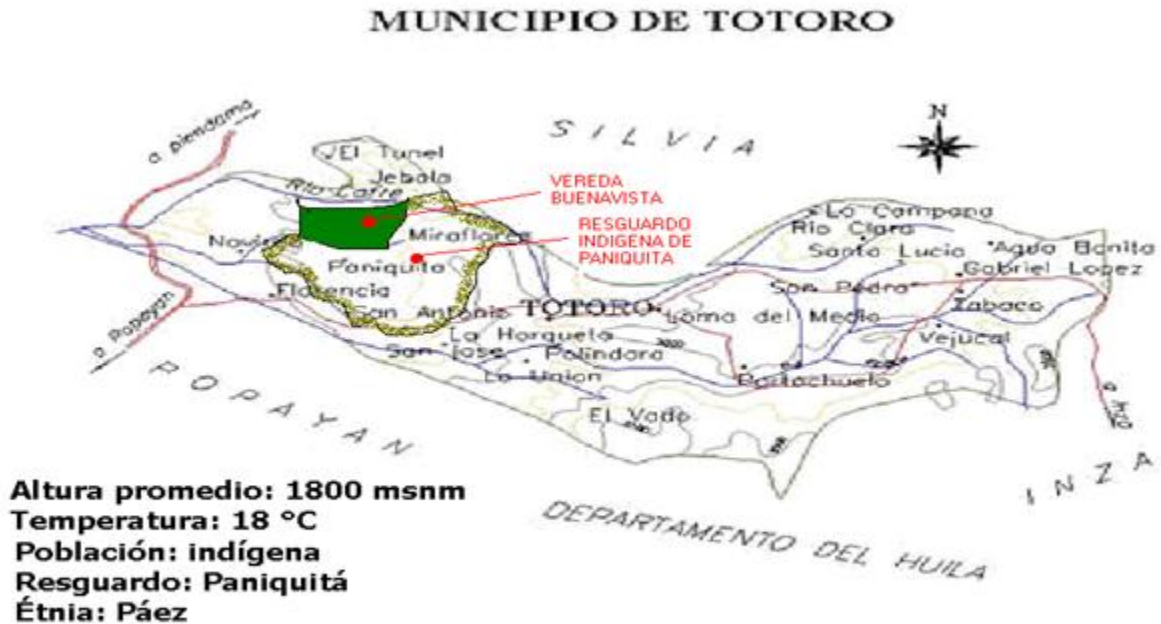 MUNICIPIO DE TOTORO
N
a piendamo
SILVIA
El Tunel
Jebala
Rio Cofre
VEREDA
BUENAVISTA
RESGUARDO
INDIGENA DE
PANIQUITA
Miraflores
Paniquita
Florencia
San Antonio
TOTORO
La Campana
Rio Clara
Santa Lucia
Agua Bonita
Gabriel Lopez
San Pedro
Zabaco
Loma del Medio
Vejucal
La Horqueta
San Jose
Polindara
La Union
Portachuelo
El Vado
a Popayan
POPAYAN
a Inza
INZA
DEPARTAMENTO DEL HUILA
Altura promedio: 1800 msnm
Temperatura: 18 °C
Población: indígena
Resguardo: Paniquitá
Étnia: Páez